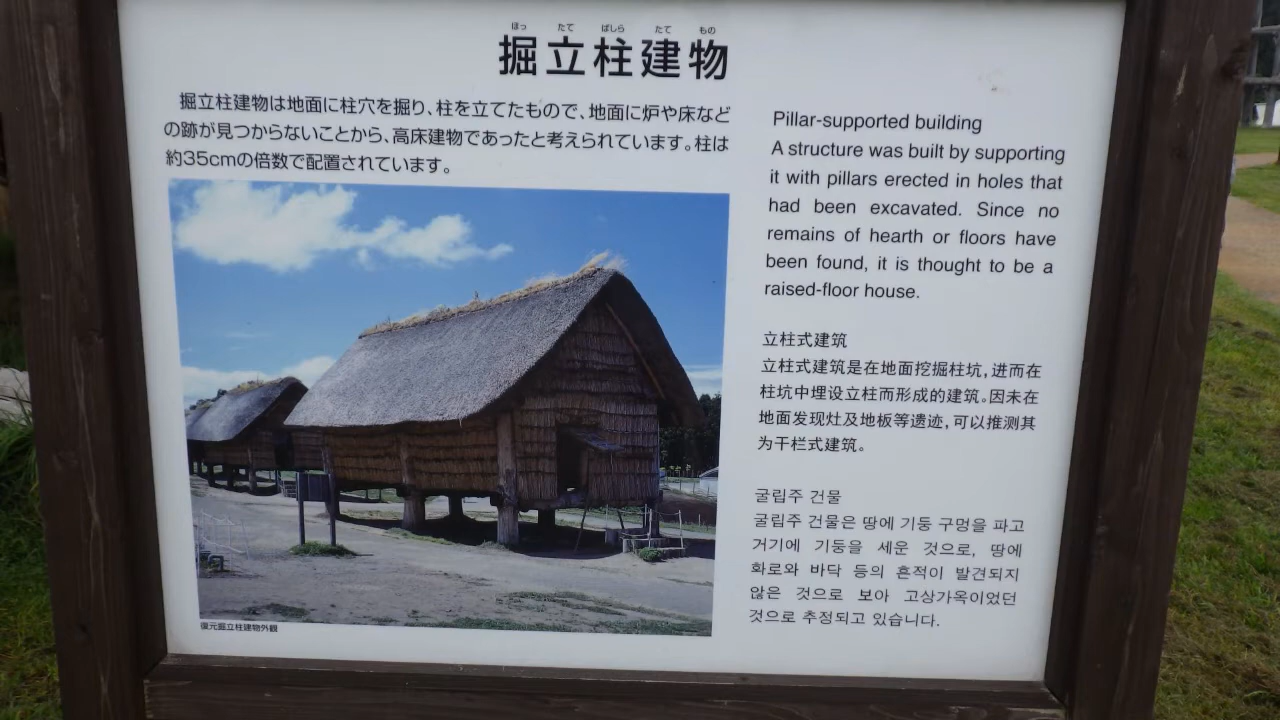 ほっ たて ばしら たて もの
掘立柱建物
掘立柱建物は地面に柱穴を掘り、柱を立てたもので、地面に炉や床など
の跡が見つからないことから、高床建物であったと考えられています。柱は
約35cmの倍数で配置されています。
復元掘立柱建物外観
Pillar-supported building
A structure was built by supporting
it with pillars erected in holes that
had been excavated. Since no
remains of hearth or floors have
been found, it is thought to be a
raised-floor house.
立柱式建筑
立柱式建筑是在地面挖掘柱坑，进而在
柱坑中埋设立柱而形成的建筑。因未在
地面发现灶及地板等遗迹，可以推测其
为干栏式建筑。
굴립주 건물
굴립주 건물은 땅에 기둥 구멍을 파고
거기에 기둥을 세운 것으로, 땅에
화로와 바닥 등의 흔적이 발견되지
않은 것으로 보아 고상가옥이었던
것으로 추정되고 있습니다.